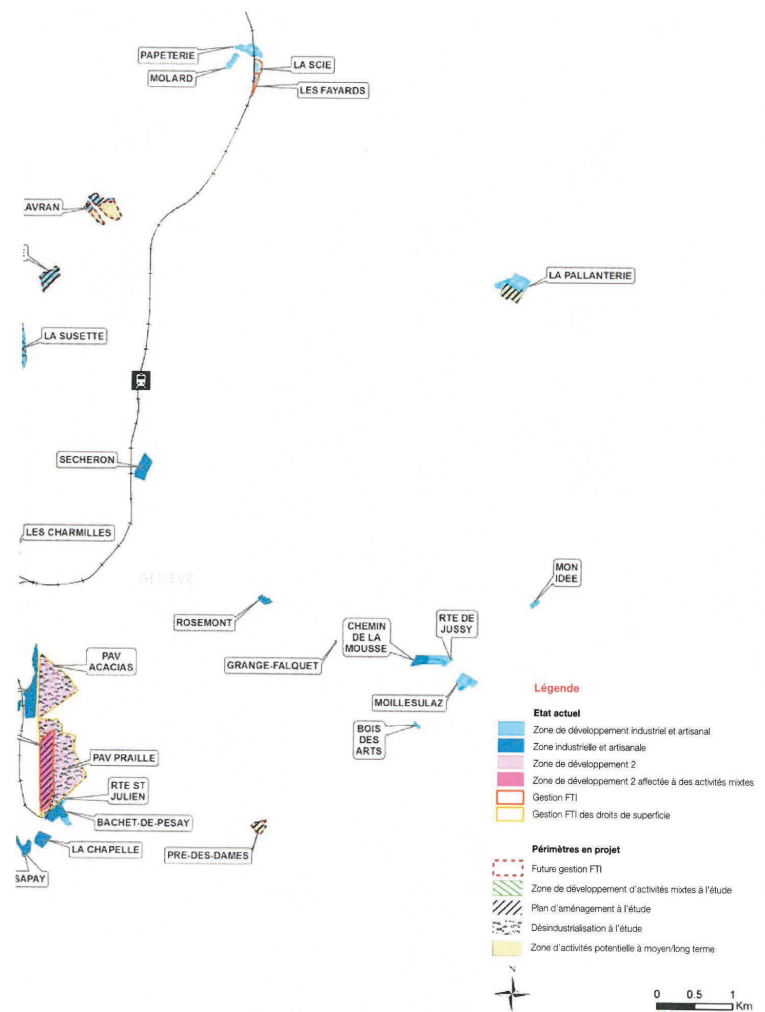 PAPETERIE
LA SCIE
MOLARD
LES FAYARDS
AVRAN
LA PALLANTERIE
LA SUSETTE
SECHERON
LES CHARMILLES
GENEVE
MON
IDEE
ROSEMONT
CHEMIN
DE LA
MOUSSE
RTE DE
JUSSY
GRANGE-FALQUET
PAV
ACACIAS
MOILLESULAZ
BOIS
DES
ARTS
PAV PRAILLE
RTE ST
JULIEN
BACHET-DE-PESAY
LA CHAPELLE
PRE-DES-DAMES
SAPAY
Légende
Etat actuel
Zone de développement industriel et artisanal
Zone industrielle et artisanale
Zone de développement 2
Zone de développement 2 affectée à des activités mixtes
Gestion FTI
Gestion FTI des droits de superficie
Périmètres en projet
Future gestion FTI
Zone de développement d'activités mixtes à l'étude
Plan d'aménagement à l'étude
Désindustrialisation à l'étude
Zone d'activités potentielle à moyen/long terme
N
0 0.5 1
Km